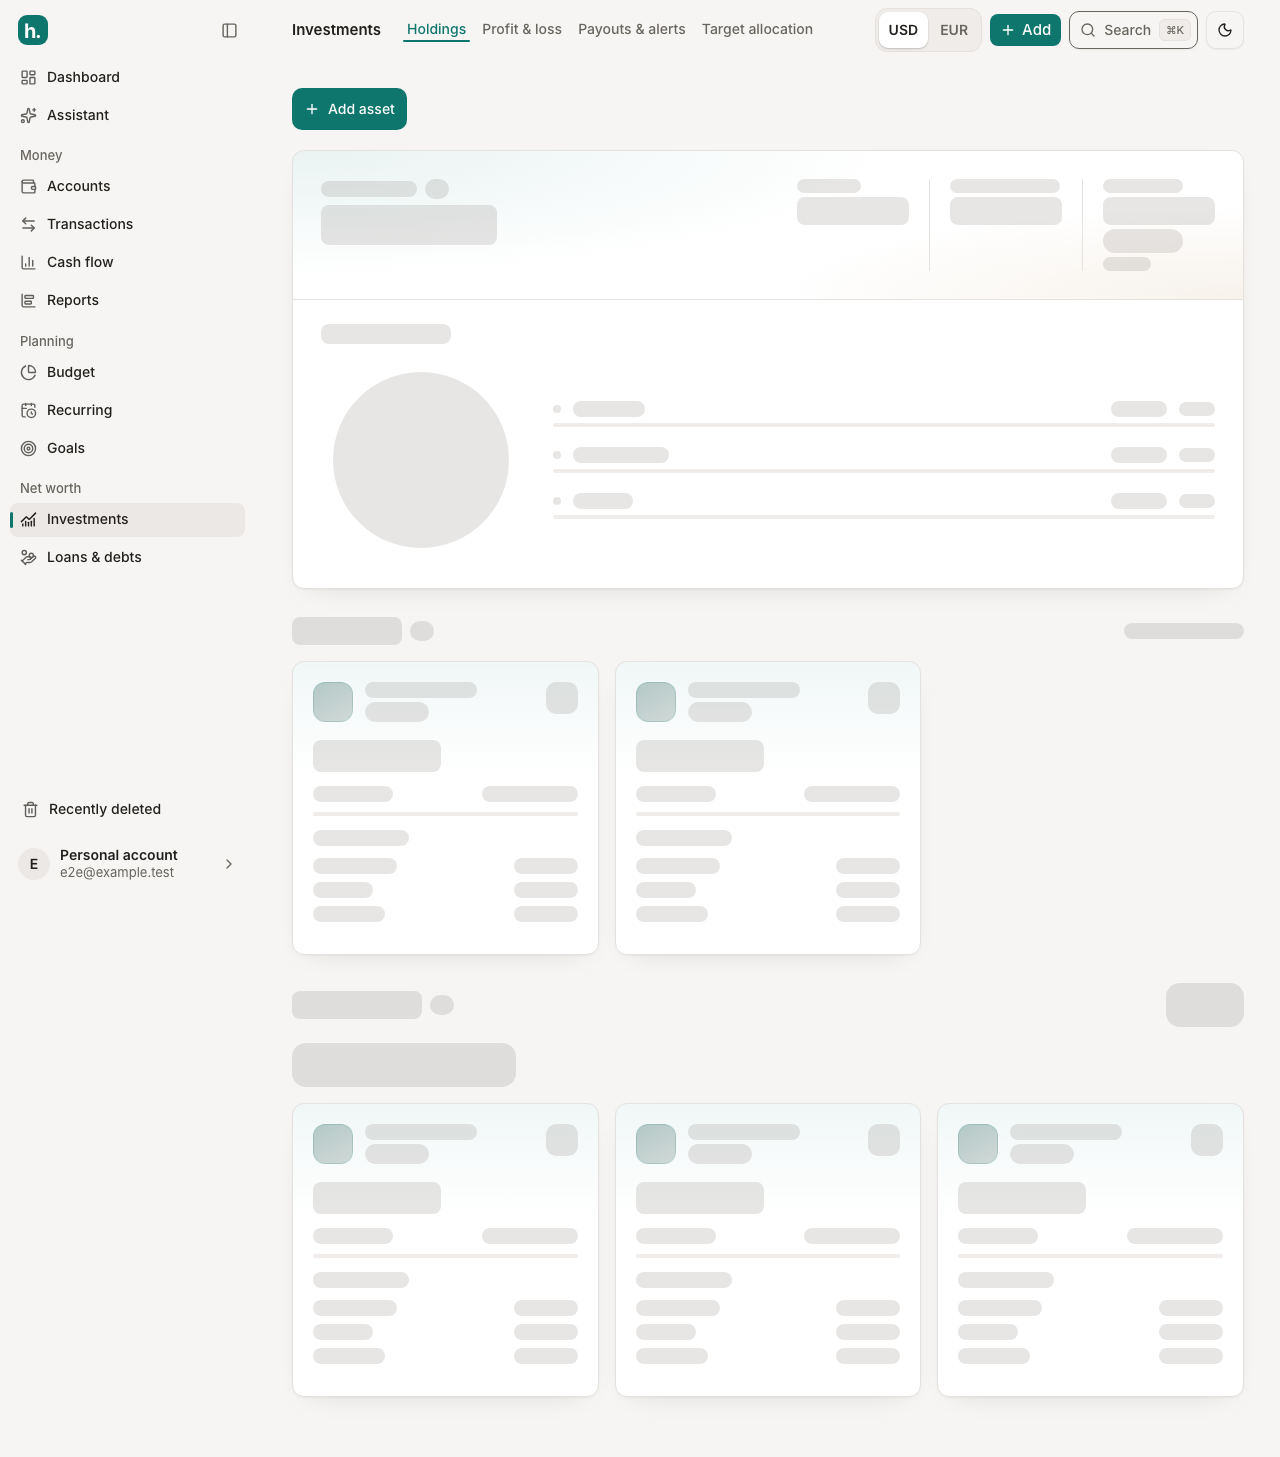 h.
Dashboard
Assistant
Money
Accounts
Transactions
Cash flow
Reports
Planning
Budget
Recurring
Goals
Net worth
Investments
Loans & debts
Recently deleted
E
Personal account
e2e@example.test
Investments
Holdings
Profit & loss
Payouts & alerts
Target allocation
USD
EUR
Add
Search
⌘K
Add asset